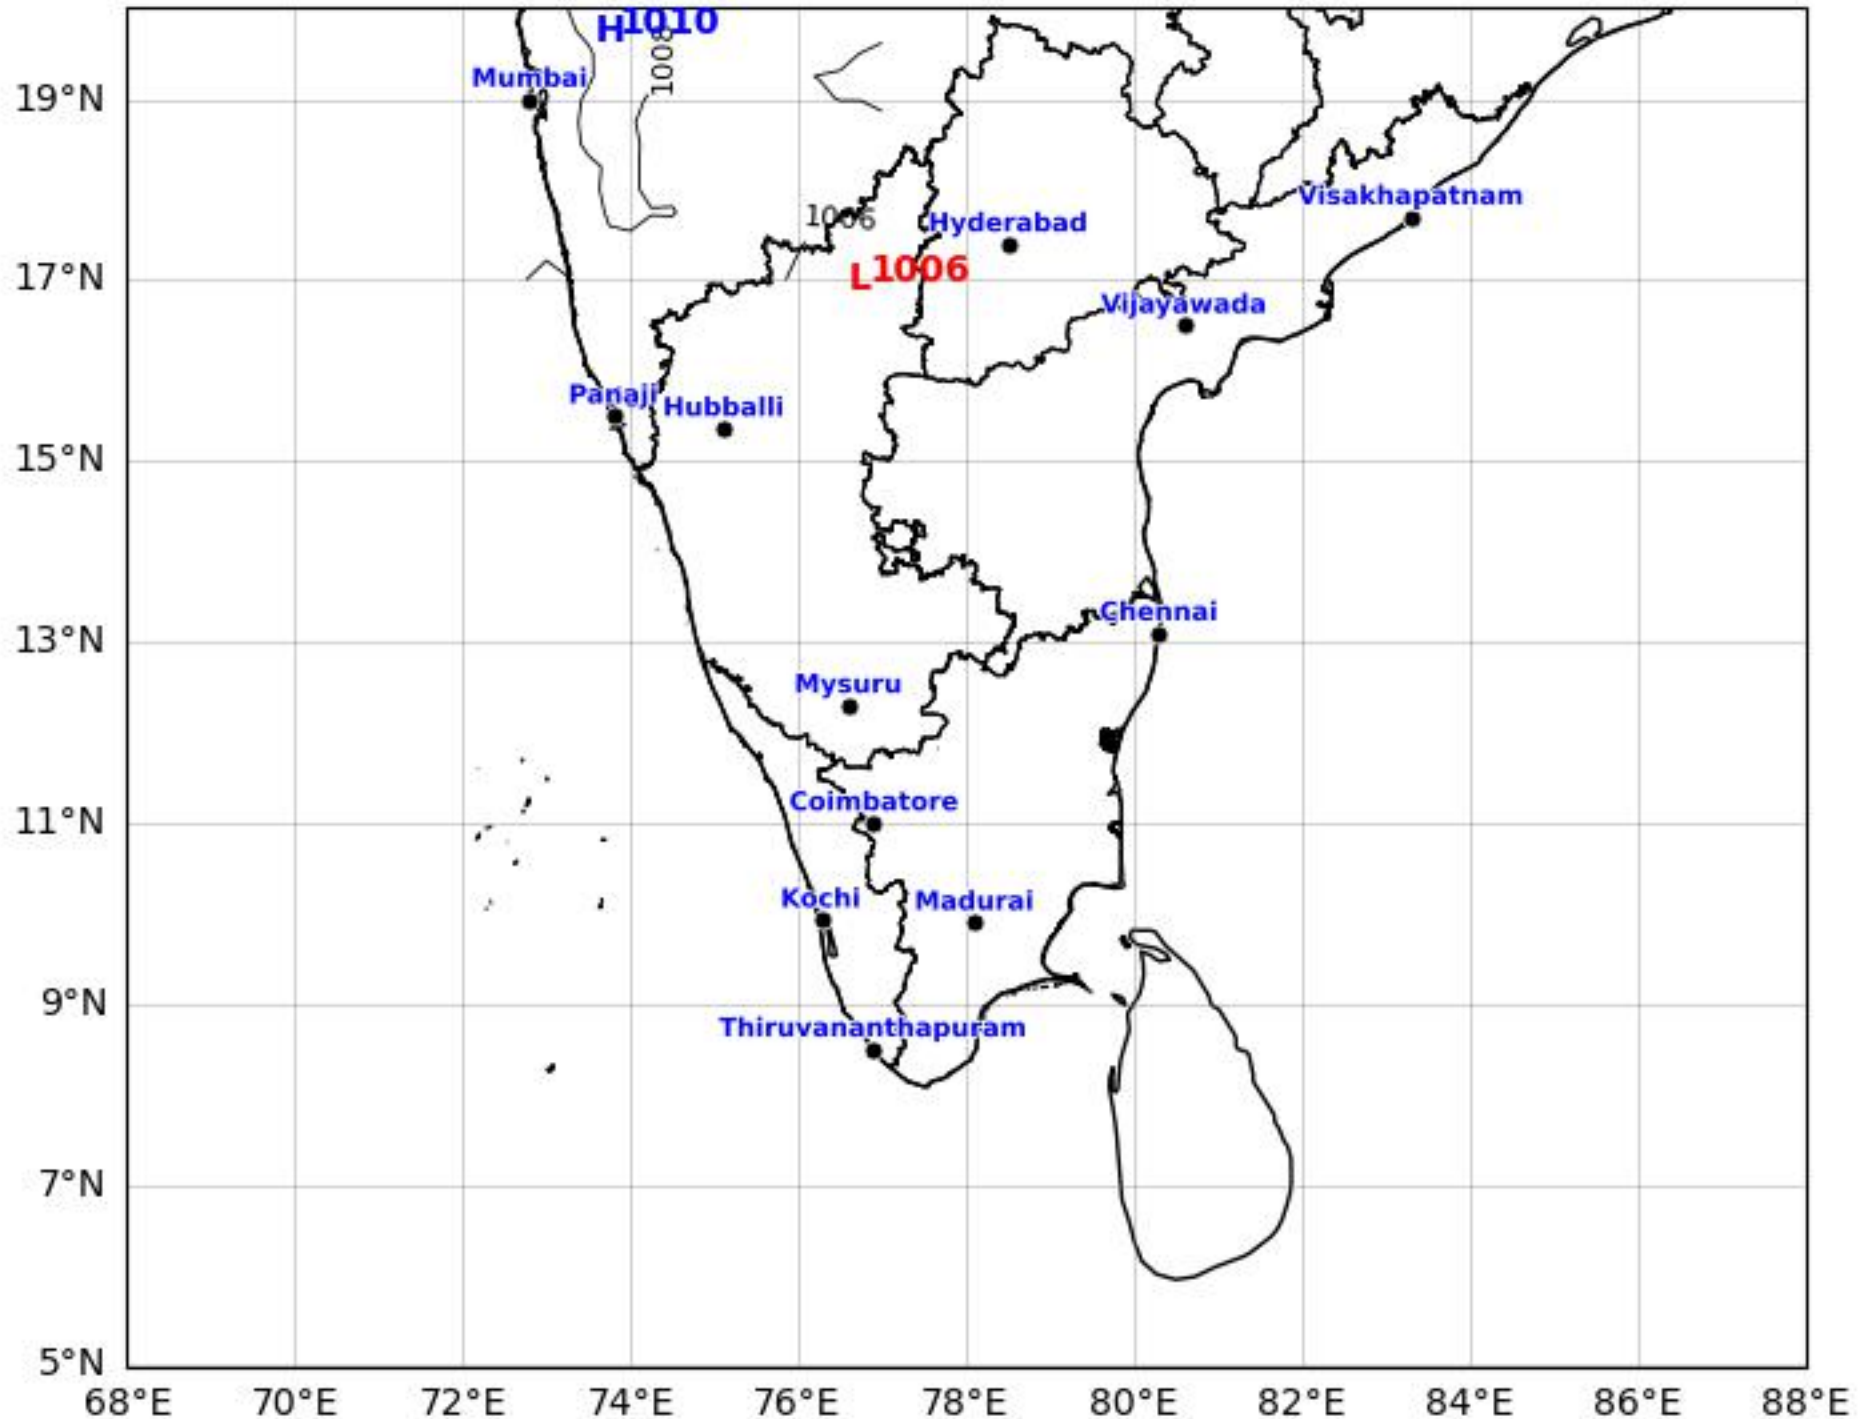 H1010
1008
Mumbai
19°N
Visakhapatnam
1006
Hyderabad
L1006
17°N
Vijayawada
Panaji
Hubballi
15°N
Chennai
13°N
Mysuru
Coimbatore
11°N
Kochi
Madurai
9°N
Thiruvananthapuram
7°N
5°N
68°E 70°E 72°E 74°E 76°E 78°E 80°E 82°E 84°E 86°E 88°E